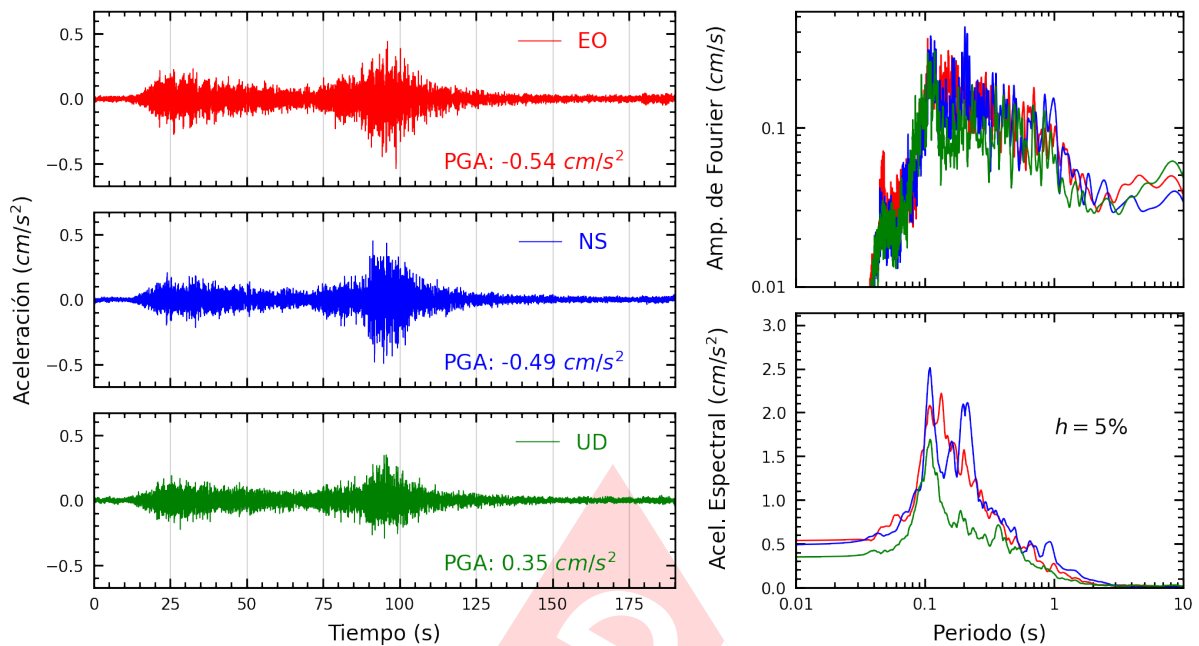 Aceleración (cm/s²)
0.5
0.0
−0.5
EO
PGA: -0.54 cm/s²
0.5
0.0
−0.5
NS
PGA: -0.49 cm/s²
0.5
0.0
−0.5
UD
PGA: 0.35 cm/s²
0 25 50 75 100 125 150 175
Tiempo (s)
Amp. de Fourier (cm/s)
0.1
0.01
Acel. Espectral (cm/s²)
3.0
2.5
2.0
1.5
1.0
0.5
0.0
h = 5%
0.01 0.1 1 10
Periodo (s)